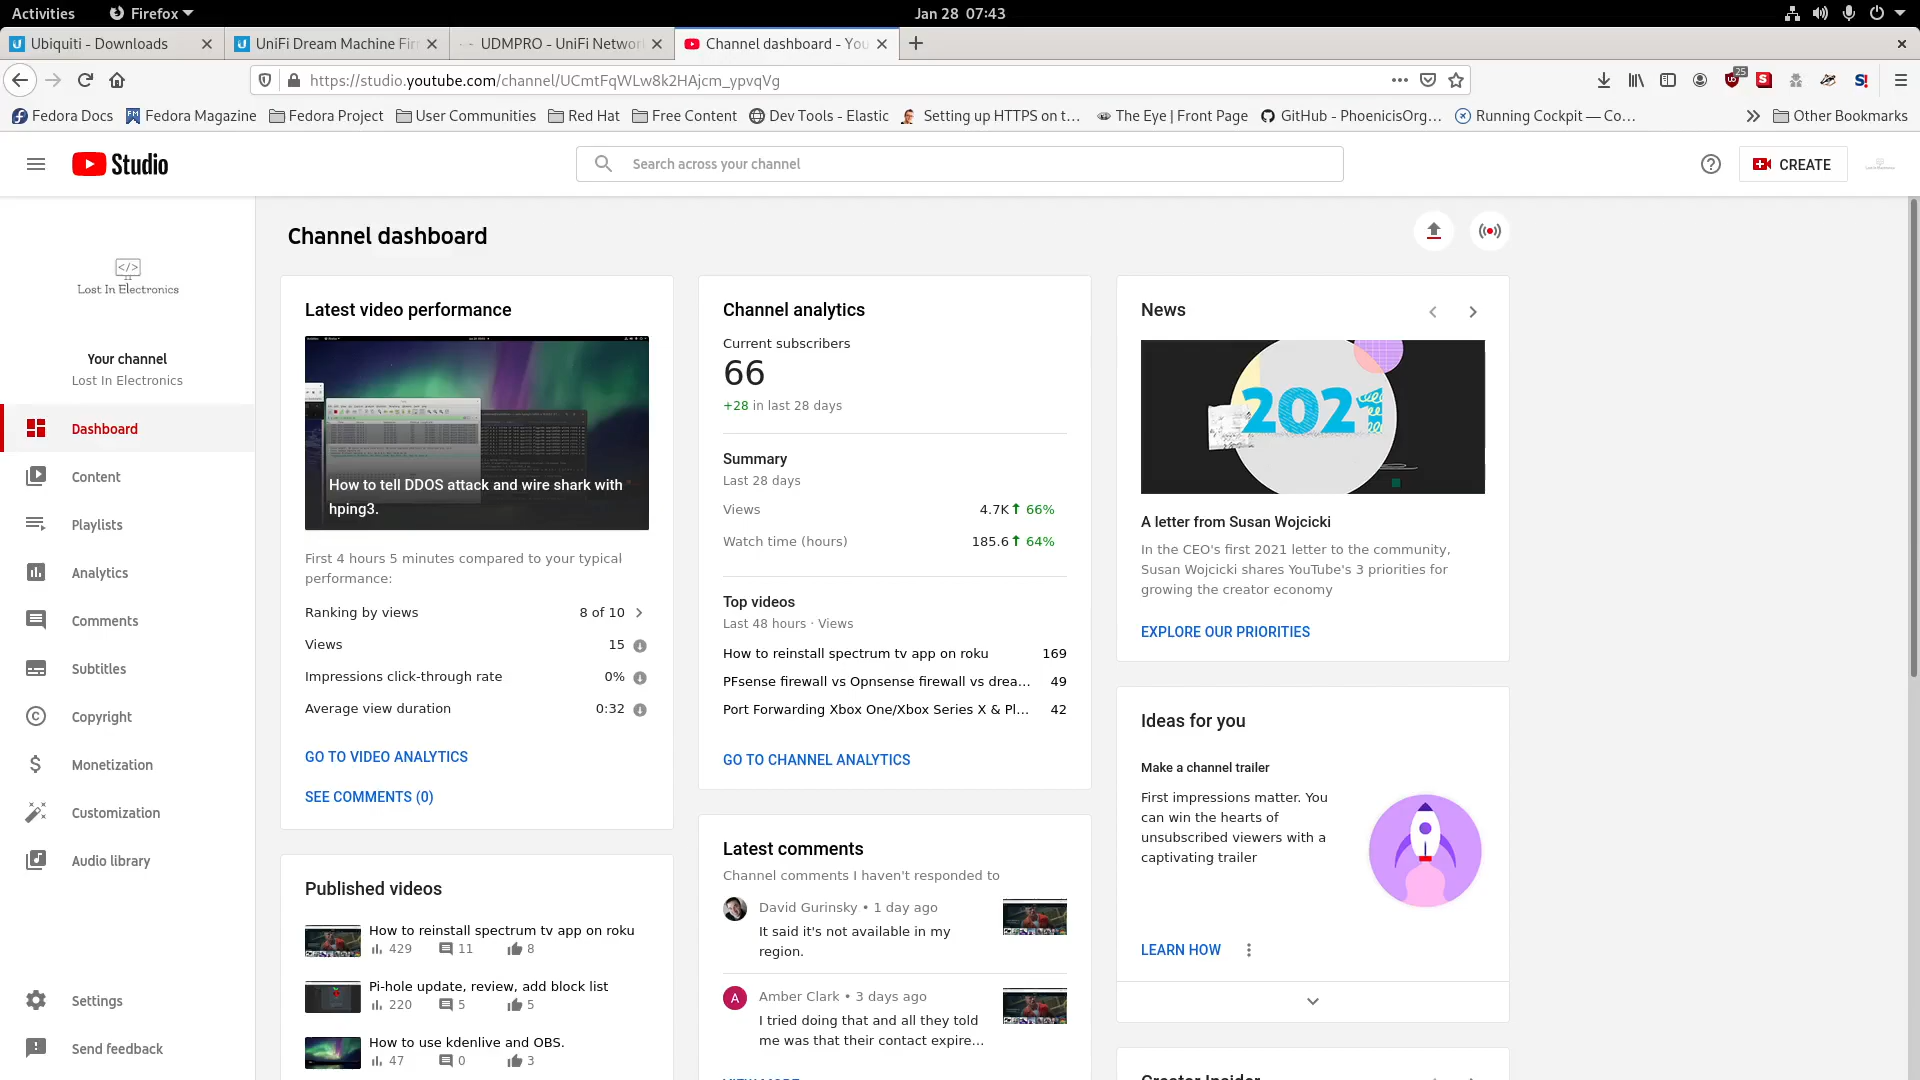 Activities
Firefox
Jan 28  07:43
Ubiquiti - Downloads
UniFi Dream Machine Fir
UDMPRO - UniFi Networ
Channel dashboard - You
https://studio.youtube.com/channel/UCmtFqWLw8k2HAjcm_ypvqVg
25
Fedora Docs
Fedora Magazine
Fedora Project
User Communities
Red Hat
Free Content
Dev Tools - Elastic
Setting up HTTPS on t…
The Eye | Front Page
GitHub - PhoenicisOrg…
Running Cockpit — Co…
Other Bookmarks
Studio
Search across your channel
CREATE
Lost In Electronics
Your channel
Lost In Electronics
Dashboard
Content
Playlists
Analytics
Comments
Subtitles
Copyright
Monetization
Customization
Audio library
Settings
Send feedback
Channel dashboard
Latest video performance
How to tell DDOS attack and wire shark with
hping3.
First 4 hours 5 minutes compared to your typical
performance:
Ranking by views 8 of 10
Views 15
Impressions click-through rate 0%
Average view duration 0:32
GO TO VIDEO ANALYTICS
SEE COMMENTS (0)
Published videos
How to reinstall spectrum tv app on roku
429 11 8
Pi-hole update, review, add block list
220 5 5
How to use kdenlive and OBS.
47 0 3
Channel analytics
Current subscribers
66
+28 in last 28 days
Summary
Last 28 days
Views 4.7K 66%
Watch time (hours) 185.6 64%
Top videos
Last 48 hours · Views
How to reinstall spectrum tv app on roku 169
PFsense firewall vs Opnsense firewall vs drea… 49
Port Forwarding Xbox One/Xbox Series X & Pl… 42
GO TO CHANNEL ANALYTICS
Latest comments
Channel comments I haven't responded to
David Gurinsky • 1 day ago
It said it's not available in my
region.
A
Amber Clark • 3 days ago
I tried doing that and all they told
me was that their contact expire…
VIEW MORE
News
2021
A letter from Susan Wojcicki
In the CEO's first 2021 letter to the community,
Susan Wojcicki shares YouTube's 3 priorities for
growing the creator economy
EXPLORE OUR PRIORITIES
Ideas for you
Make a channel trailer
First impressions matter. You
can win the hearts of
unsubscribed viewers with a
captivating trailer
LEARN HOW
Creator Insider